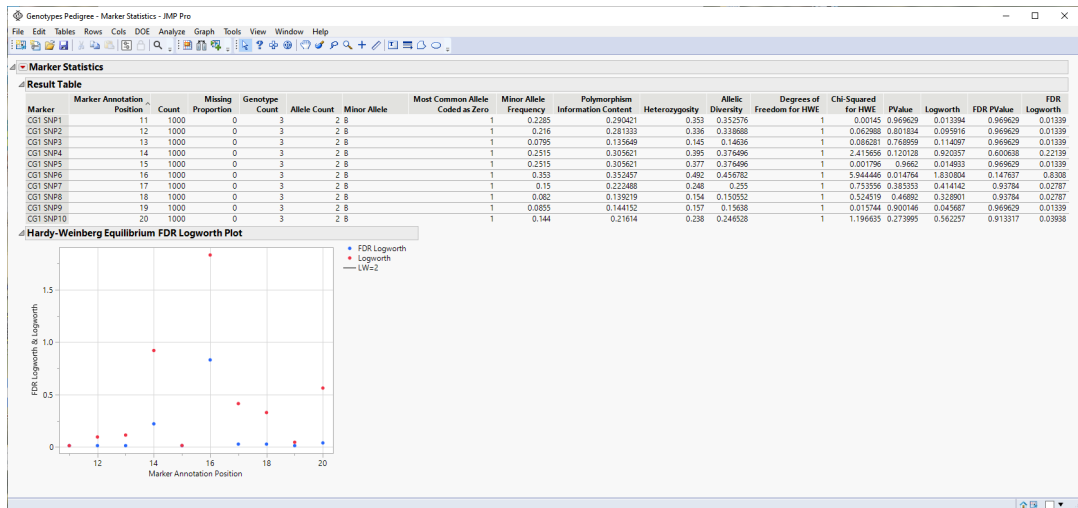 Genotypes Pedigree - Marker Statistics - JMP Pro
File Edit Tables Rows Cols DOE Analyze Graph Tools View Window Help
Marker Statistics
Result Table
Marker Marker Annotation Position Count Missing Proportion Genotype Count Allele Count Minor Allele Most Common Allele Coded as Zero Minor Allele Frequency Polymorphism Information Content Heterozygosity Allelic Diversity Degrees of Freedom for HWE Chi-Squared for HWE PValue Logworth FDR PValue FDR Logworth
CG1 SNP1 11 1000 0 3 2 B 1 0.2285 0.290421 0.353 0.352576 1 0.00145 0.969629 0.013394 0.969629 0.01339
CG1 SNP2 12 1000 0 3 2 B 1 0.216 0.281333 0.336 0.338688 1 0.062988 0.801834 0.095916 0.969629 0.01339
CG1 SNP3 13 1000 0 3 2 B 1 0.0795 0.135649 0.145 0.14636 1 0.086281 0.768959 0.114097 0.969629 0.01339
CG1 SNP4 14 1000 0 3 2 B 1 0.2515 0.305621 0.395 0.376496 1 2.415656 0.120128 0.920357 0.600638 0.22139
CG1 SNP5 15 1000 0 3 2 B 1 0.2515 0.305621 0.377 0.376496 1 0.001796 0.9662 0.014933 0.969629 0.01339
CG1 SNP6 16 1000 0 3 2 B 1 0.353 0.352457 0.492 0.456782 1 5.944446 0.014764 1.830804 0.147637 0.8308
CG1 SNP7 17 1000 0 3 2 B 1 0.15 0.222488 0.248 0.255 1 0.753556 0.385353 0.414142 0.93784 0.02787
CG1 SNP8 18 1000 0 3 2 B 1 0.082 0.139219 0.154 0.150552 1 0.524519 0.46892 0.328901 0.93784 0.02787
CG1 SNP9 19 1000 0 3 2 B 1 0.0855 0.144152 0.157 0.15638 1 0.015744 0.900146 0.045687 0.969629 0.01339
CG1 SNP10 20 1000 0 3 2 B 1 0.144 0.21614 0.238 0.246528 1 1.196635 0.273995 0.562257 0.913317 0.03938
Hardy-Weinberg Equilibrium FDR Logworth Plot
FDR Logworth
Logworth
LW=2
FDR Logworth & Logworth
1.5
1.0
0.5
0
12 14 16 18 20
Marker Annotation Position